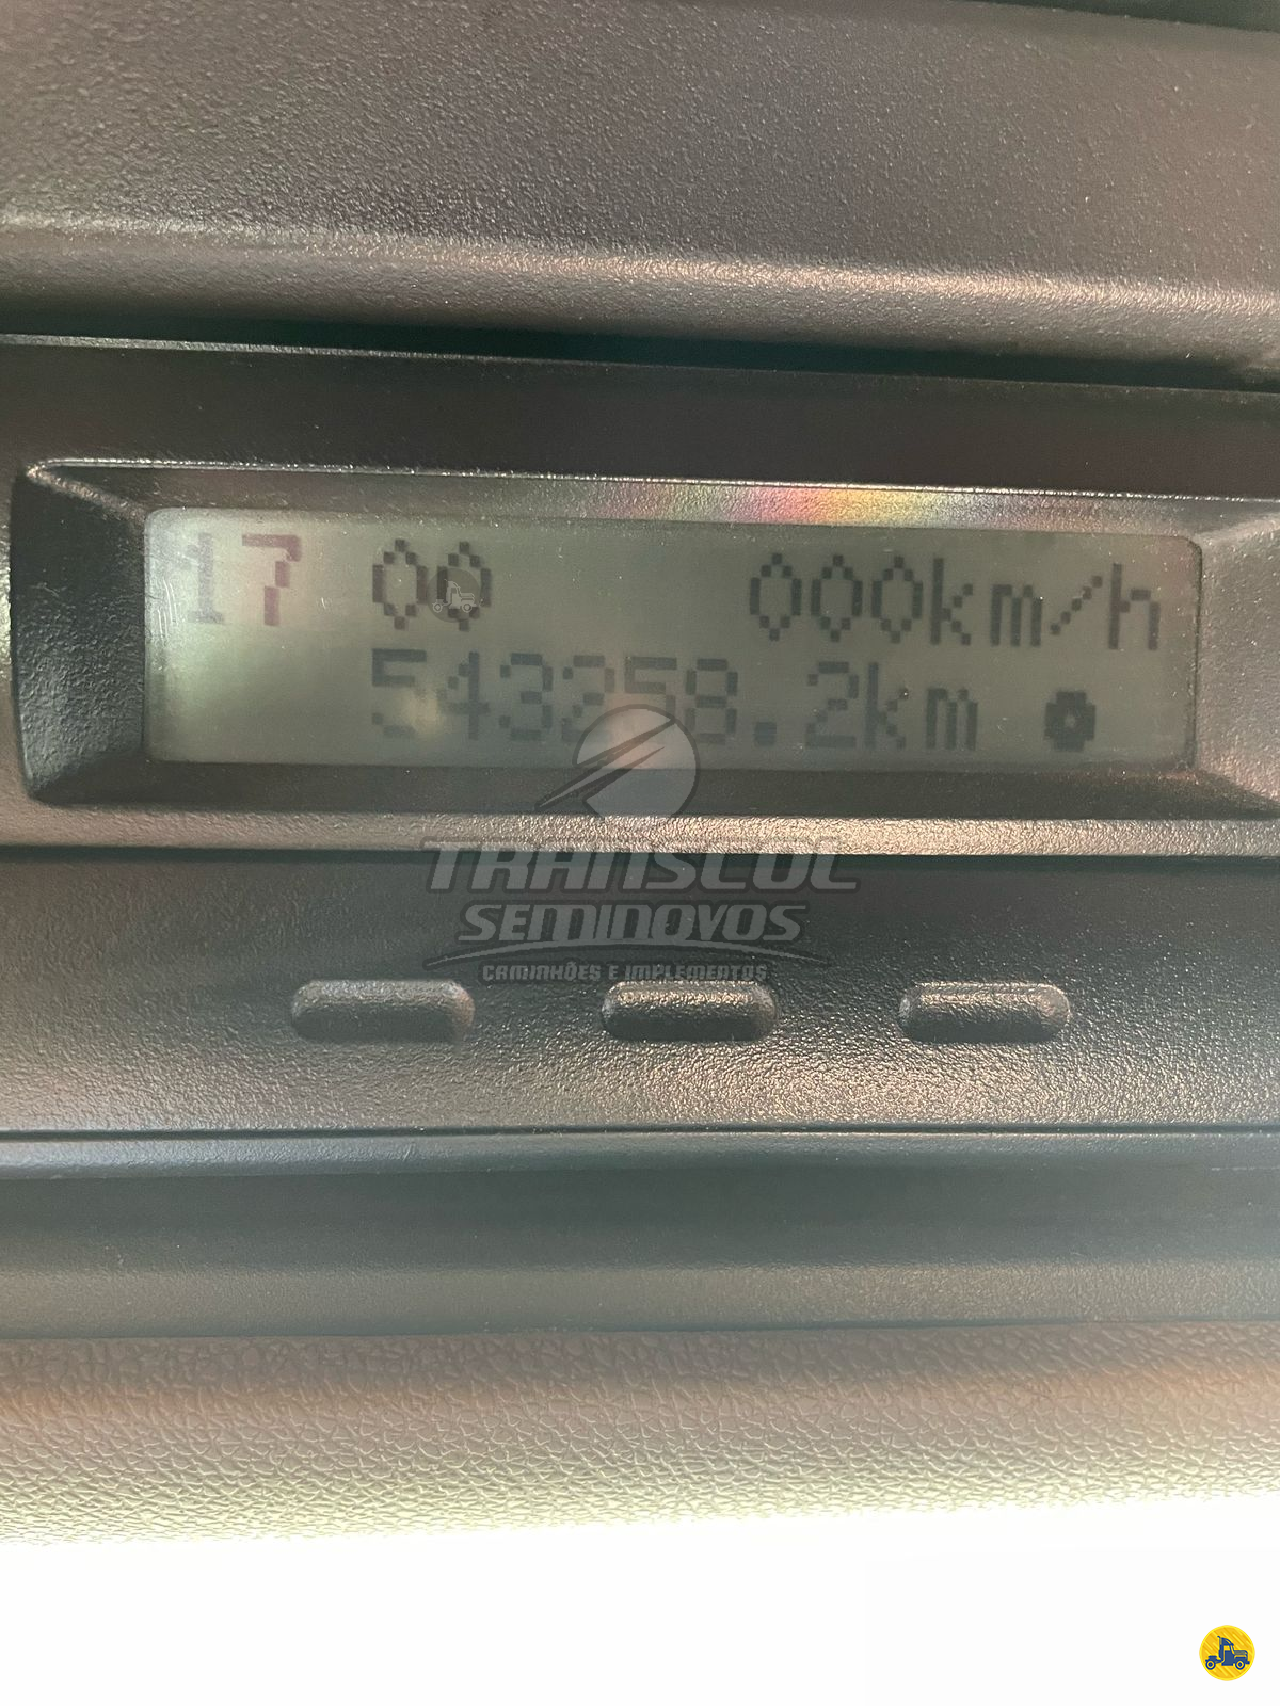 17 00 000km/h
543258.2km
TRANSCOL
SEMINOVOS
CAMINHÕES E IMPLEMENTOS